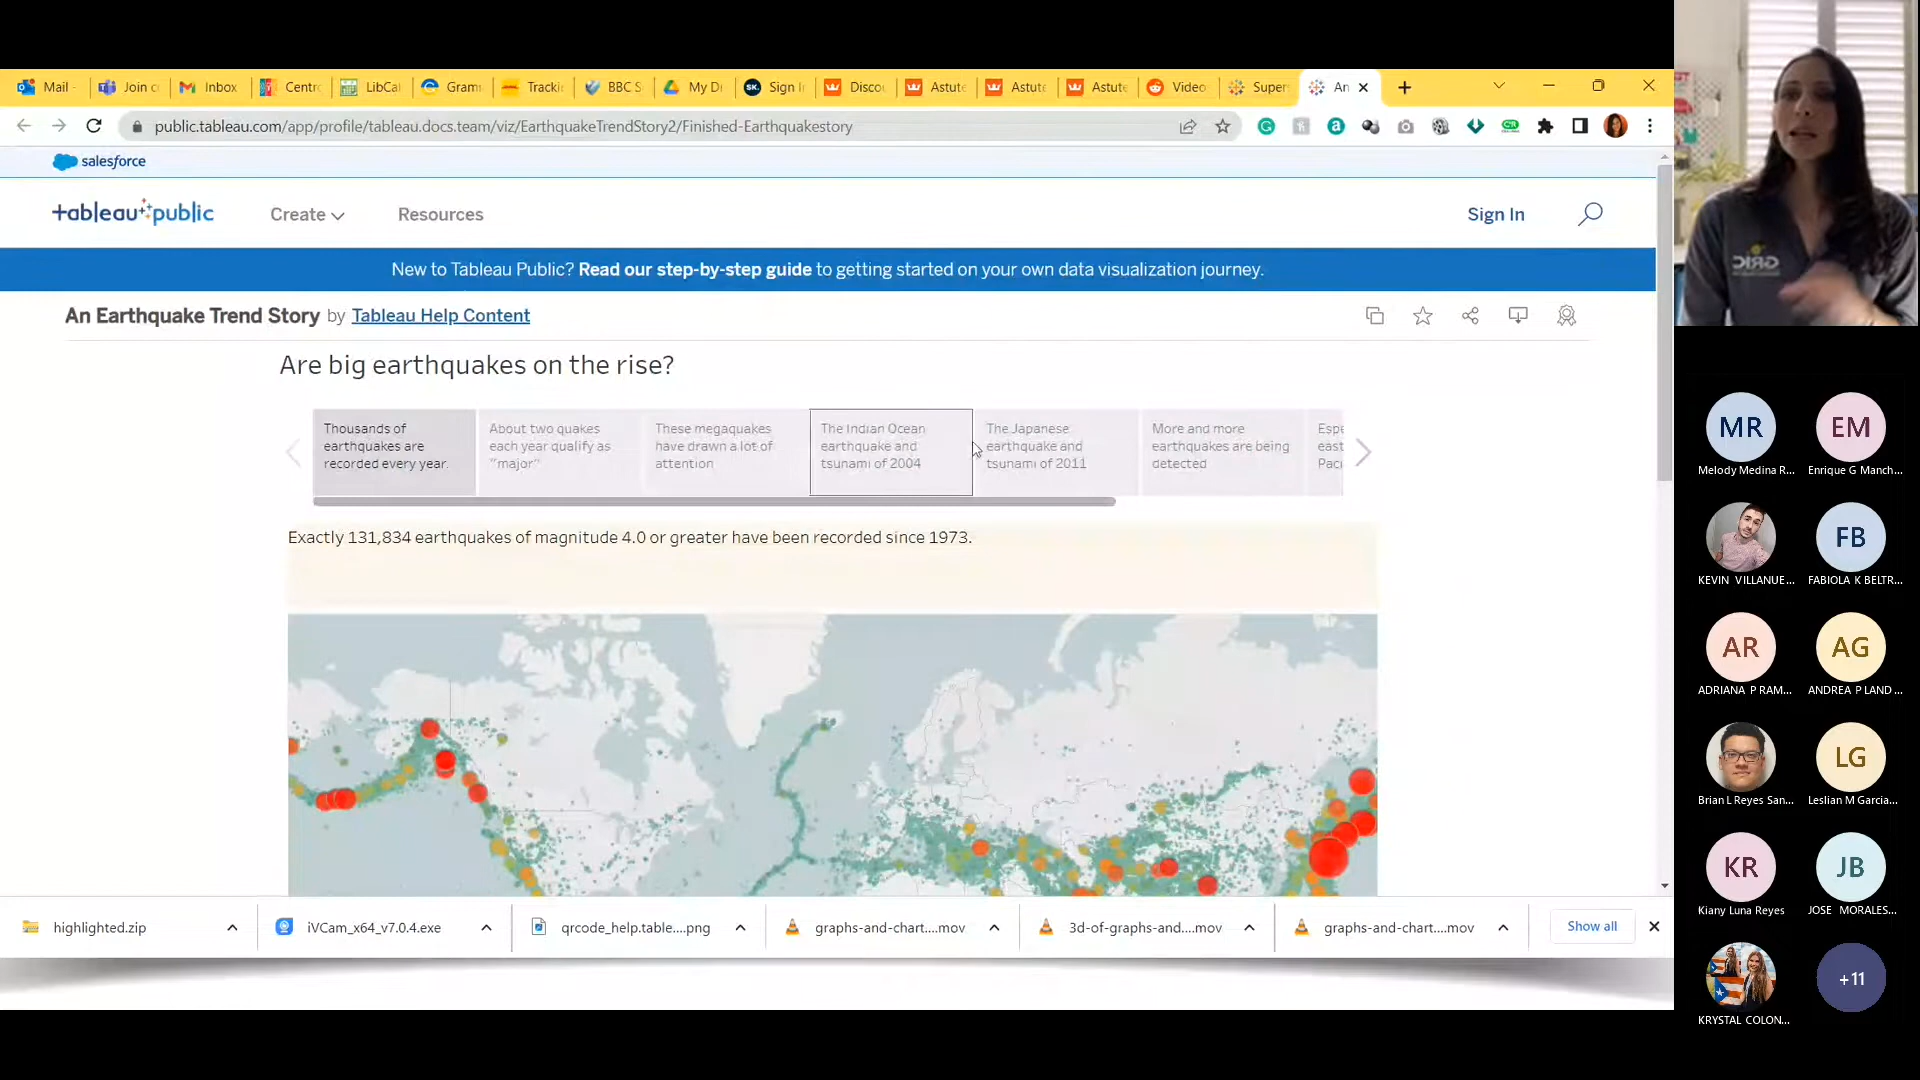 Mail
Join c
Inbox
Centr
LibCal
Gram
Tracki
BBC S
My Dr
Sign I
Disco
Astute
Astute
Astute
Video
Super
An
public.tableau.com/app/profile/tableau.docs.team/viz/EarthquakeTrendStory2/Finished-Earthquakestory
salesforce
+ableau public
Create
Resources
Sign In
New to Tableau Public? Read our step-by-step guide to getting started on your own data visualization journey.
An Earthquake Trend Story by Tableau Help Content
Are big earthquakes on the rise?
Thousands of
earthquakes are
recorded every year.
About two quakes
each year qualify as
"major"
These megaquakes
have drawn a lot of
attention
The Indian Ocean
earthquake and
tsunami of 2004
The Japanese
earthquake and
tsunami of 2011
More and more
earthquakes are being
detected
Espe
east
Paci
Exactly 131,834 earthquakes of magnitude 4.0 or greater have been recorded since 1973.
highlighted.zip
iVCam_x64_v7.0.4.exe
qrcode_help.table....png
graphs-and-chart....mov
3d-of-graphs-and....mov
graphs-and-chart....mov
Show all
GRIC
MR
Melody Medina R...
EM
Enrique G Manch...
KEVIN VILLANUE...
FB
FABIOLA K BELTR...
AR
ADRIANA P RAM...
AG
ANDREA P LAND...
Brian L Reyes San...
LG
Leslian M Garcia...
KR
Kiany Luna Reyes
JB
JOSE MORALES...
KRYSTAL COLON...
+11